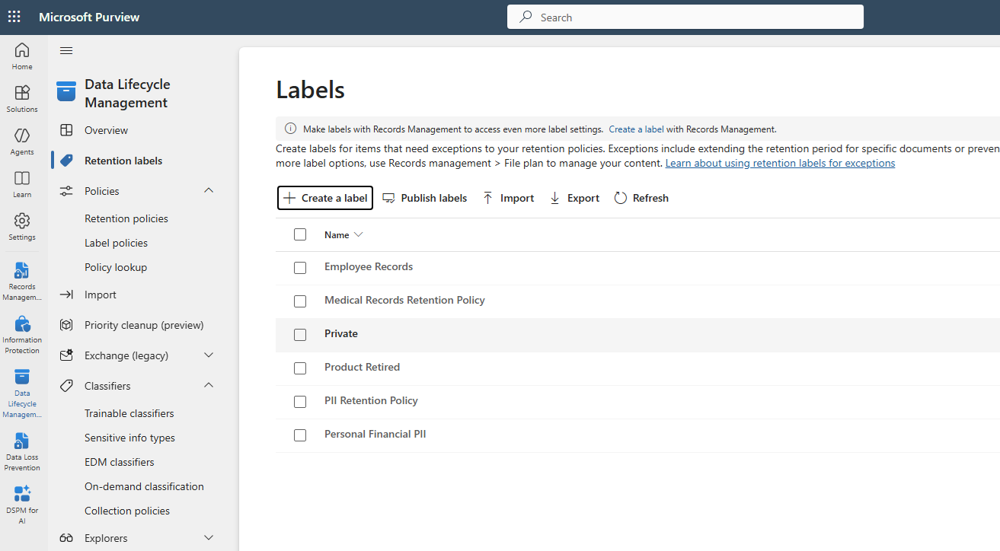 Microsoft Purview
Search
Home
Solutions
Agents
Learn
Settings
Records
Managem...
Information
Protection
Data
Lifecycle
Managem...
Data Loss
Prevention
DSPM for
AI
Data Lifecycle
Management
Overview
Retention labels
Policies
Retention policies
Label policies
Policy lookup
Import
Priority cleanup (preview)
Exchange (legacy)
Classifiers
Trainable classifiers
Sensitive info types
EDM classifiers
On-demand classification
Collection policies
Explorers
Labels
Make labels with Records Management to access even more label settings. Create a label with Records Management.
Create labels for items that need exceptions to your retention policies. Exceptions include extending the retention period for specific documents or preven
more label options, use Records management > File plan to manage your content. Learn about using retention labels for exceptions
Create a label Publish labels Import Export Refresh
Name
Employee Records
Medical Records Retention Policy
Private
Product Retired
PII Retention Policy
Personal Financial PII